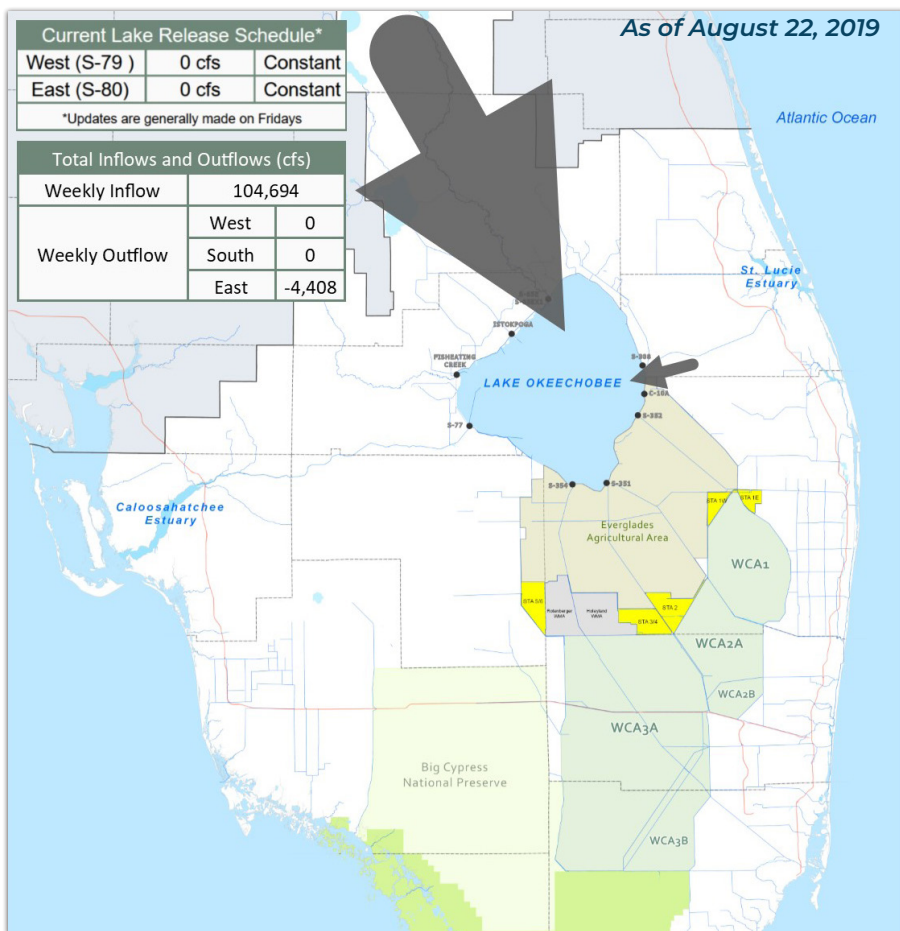 As of August 22, 2019
Current Lake Release Schedule*
West (S-79 ) 0 cfs Constant
East (S-80) 0 cfs Constant
*Updates are generally made on Fridays
Total Inflows and Outflows (cfs)
Weekly Inflow 104,694
Weekly Outflow
West 0
South 0
East -4,408
Atlantic Ocean
St. Lucie
Estuary
ISTOKPOGA
FISHEATING
CREEK
LAKE OKEECHOBEE
S-352
S-77
S-354
S-351
Caloosahatchee
Estuary
Everglades
Agricultural Area
STA 1W
STA 1E
WCA1
STA 5/6
STA 2
STA 3/4
WCA2A
WCA2B
WCA3A
Big Cypress
National Preserve
WCA3B